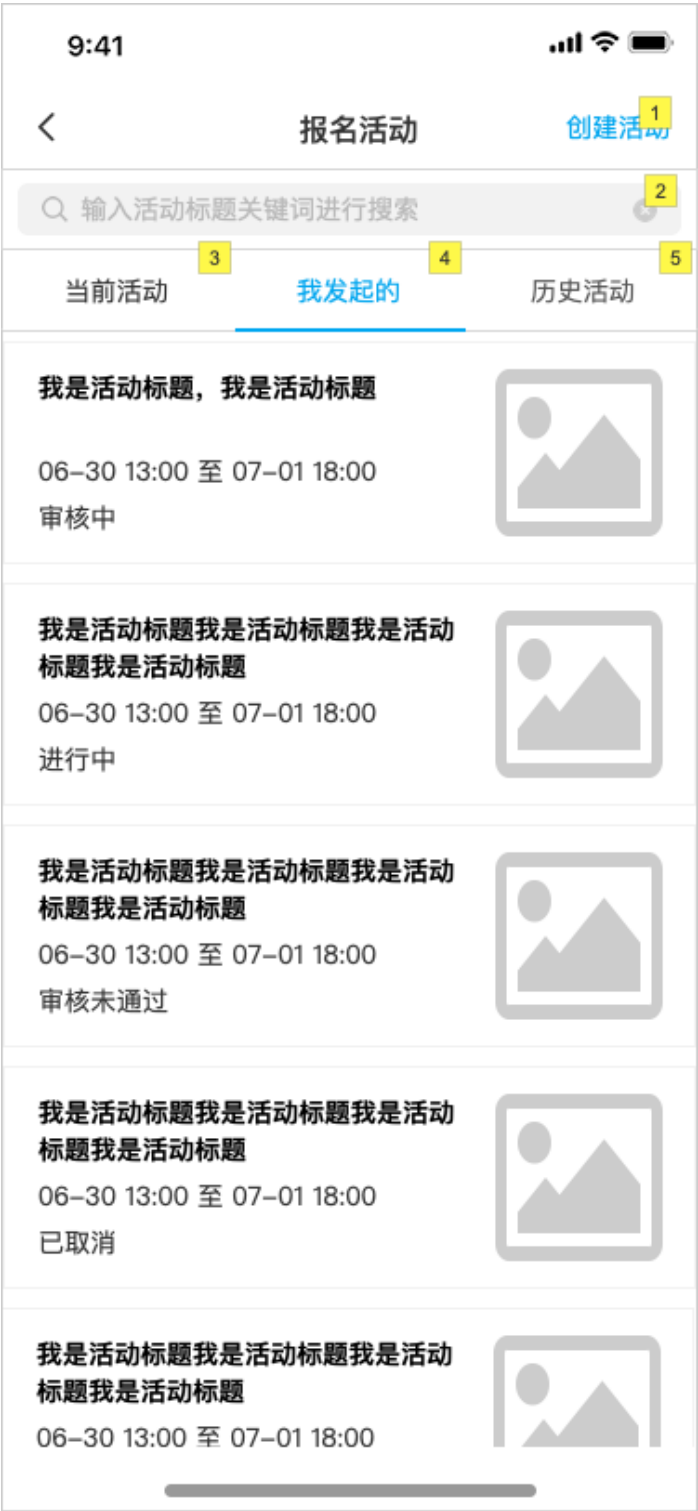 9:41
报名活动
创建活动
1
输入活动标题关键词进行搜索
2
当前活动
3
我发起的
4
历史活动
5
我是活动标题，我是活动标题
06-30 13:00 至 07-01 18:00
审核中
我是活动标题我是活动标题我是活动
标题我是活动标题
06-30 13:00 至 07-01 18:00
进行中
我是活动标题我是活动标题我是活动
标题我是活动标题
06-30 13:00 至 07-01 18:00
审核未通过
我是活动标题我是活动标题我是活动
标题我是活动标题
06-30 13:00 至 07-01 18:00
已取消
我是活动标题我是活动标题我是活动
标题我是活动标题
06-30 13:00 至 07-01 18:00